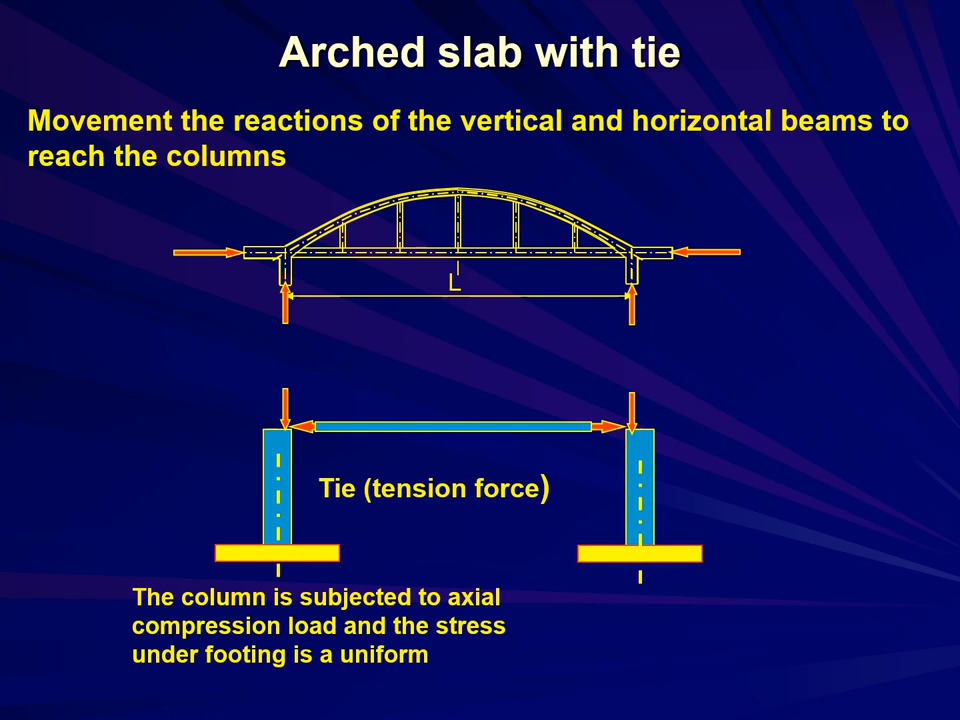 Arched slab with tie
Movement the reactions of the vertical and horizontal beams to
reach the columns
L
Tie (tension force)
The column is subjected to axial
compression load and the stress
under footing is a uniform